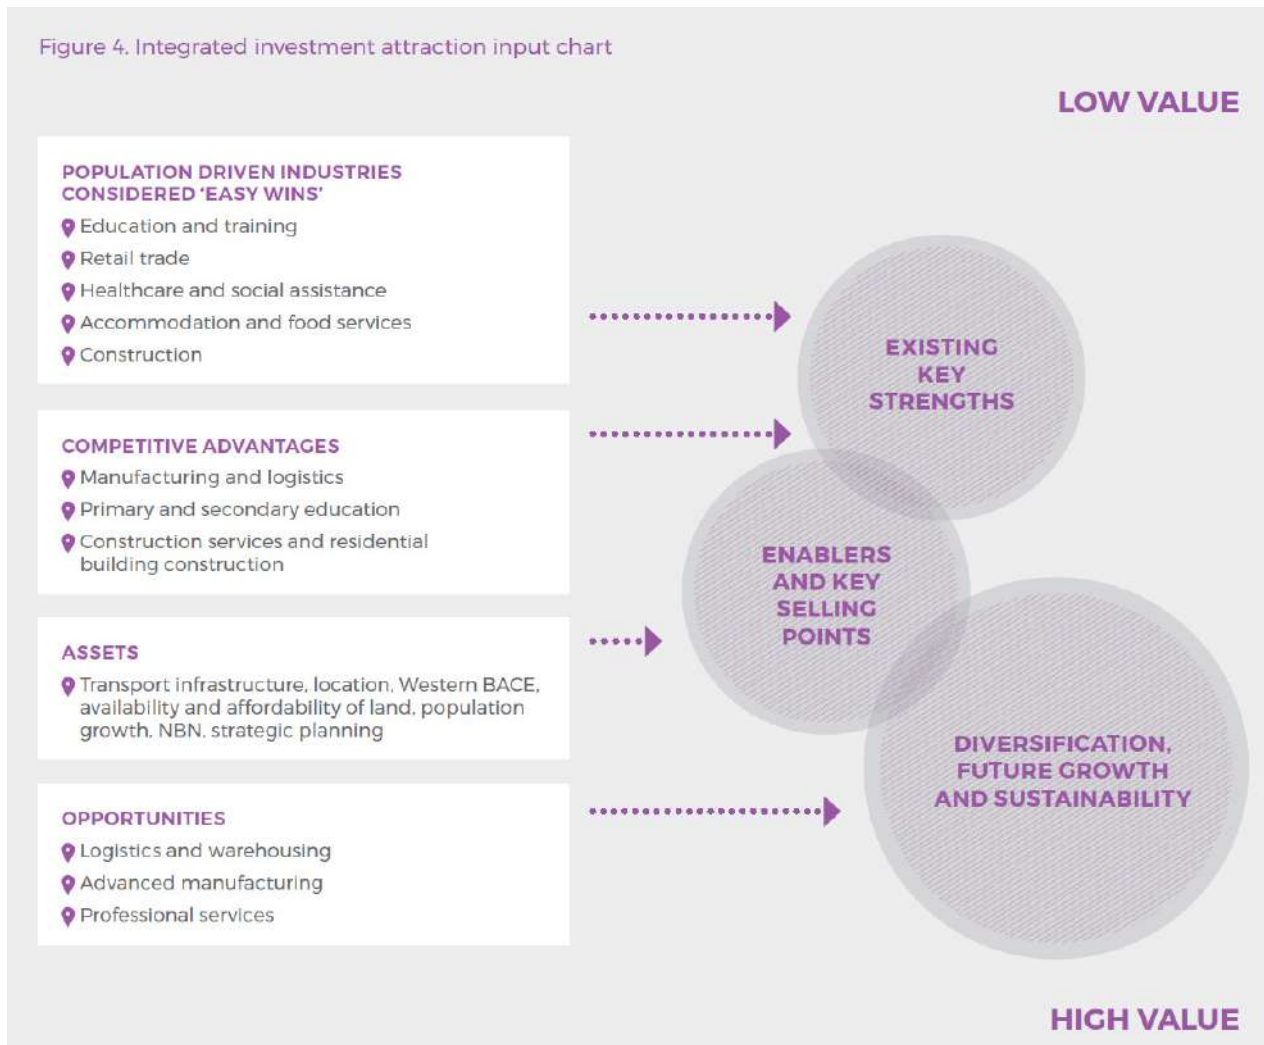 Figure 4. Integrated investment attraction input chart
LOW VALUE
POPULATION DRIVEN INDUSTRIES
CONSIDERED ‘EASY WINS’
Education and training
Retail trade
Healthcare and social assistance
Accommodation and food services
Construction
COMPETITIVE ADVANTAGES
Manufacturing and logistics
Primary and secondary education
Construction services and residential
building construction
ASSETS
Transport infrastructure, location, Western BACE,
availability and affordability of land, population
growth, NBN, strategic planning
OPPORTUNITIES
Logistics and warehousing
Advanced manufacturing
Professional services
EXISTING
KEY
STRENGTHS
ENABLERS
AND KEY
SELLING
POINTS
DIVERSIFICATION,
FUTURE GROWTH
AND SUSTAINABILITY
HIGH VALUE